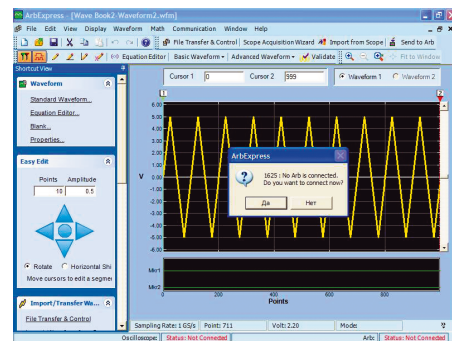 ArbExpress - [Wave Book2-Waveform2.wfm]
File Edit View Display Waveform Math Communication Window Help
File Transfer & Control Scope Acquisition Wizard Import from Scope Send to Arb
Equation Editor Basic Waveform Advanced Waveform Validate Fit to Window
Shortcut View
Cursor 1 0 Cursor 2 999 Waveform 1 Waveform 2
Waveform
Standard Waveform...
Equation Editor...
Blank...
Properties...
Easy Edit
Points Amplitude
10 0.5
Rotate Horizontal Shi
Move cursors to edit a segmen
Import/Transfer Wa...
File Transfer & Control
1 2
6.00
5.00
4.00
3.00
2.00
1.00
V
-2.00
-3.00
-4.00
-5.00
-6.00
ArbExpress
1625 : No Arb is connected.
Do you want to connect now?
Да Нет
Mkr1
Mkr2
0 200 400 600 800
Points
Sampling Rate: 1 GS/s Point: 711 Volt: 2.20 Mode:
Oscilloscope: Status: Not Connected Arb: Status: Not Connected